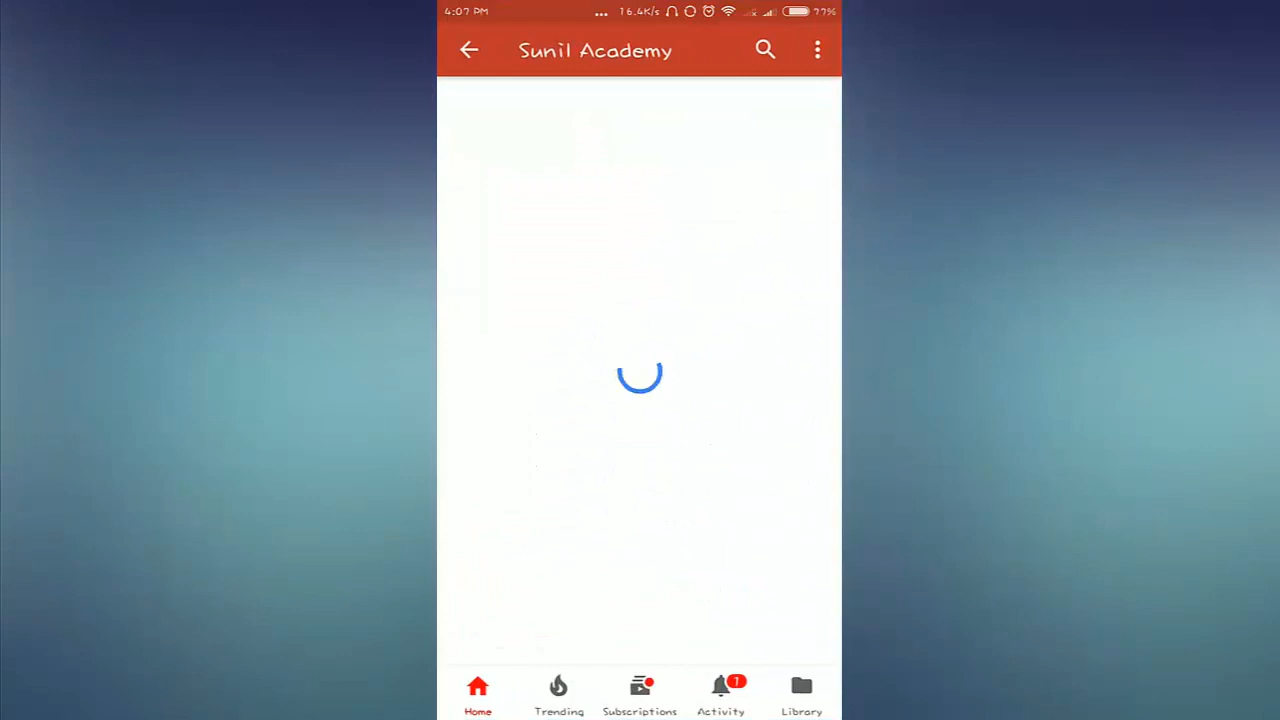 4:07 PM ... 16.4K/s 77%
Sunil Academy
1
Home Trending Subscriptions Activity Library